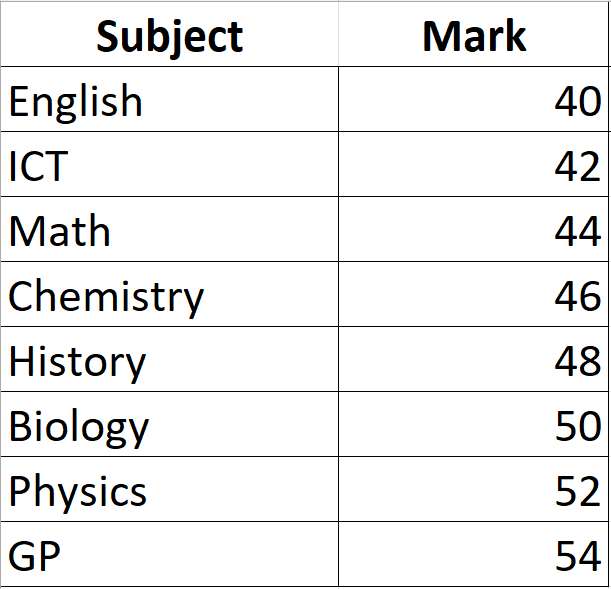 Subject Mark
English 40
ICT 42
Math 44
Chemistry 46
History 48
Biology 50
Physics 52
GP 54